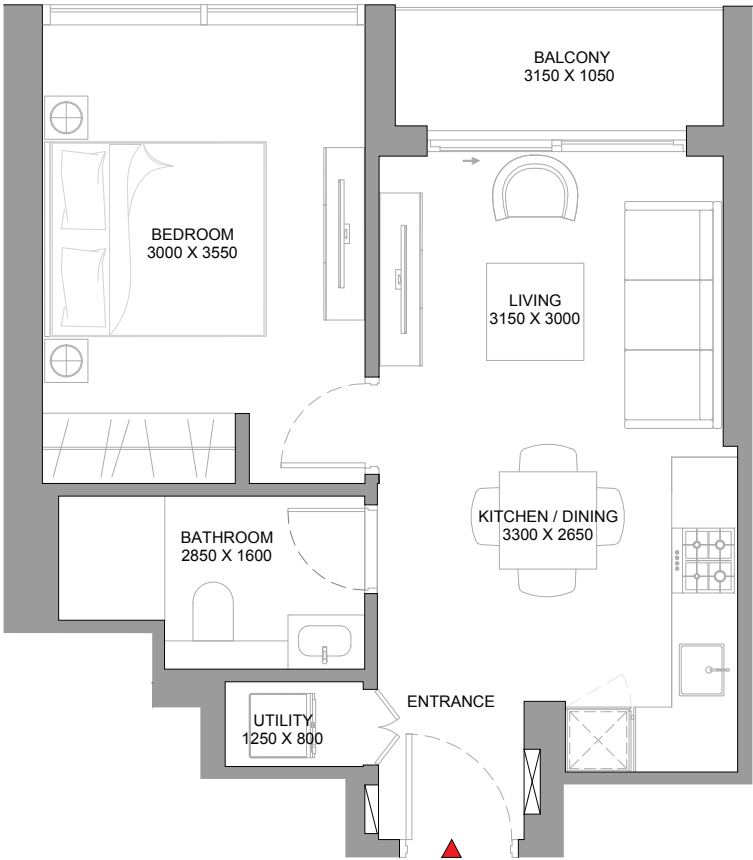 BALCONY
3150 X 1050
BEDROOM
3000 X 3550
LIVING
3150 X 3000
KITCHEN / DINING
3300 X 2650
BATHROOM
2850 X 1600
ENTRANCE
UTILITY
1250 X 800